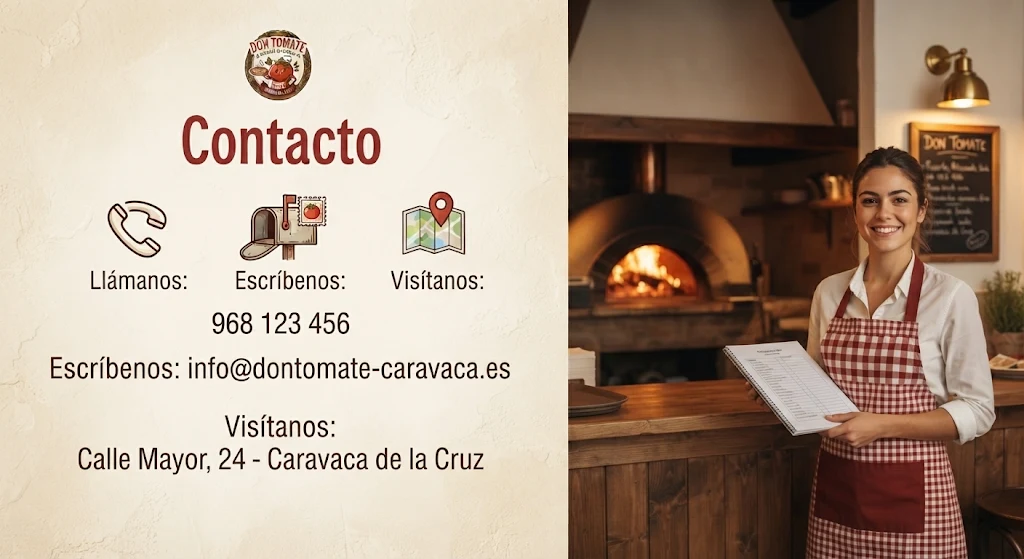 DON TOMATE
Contacto
Llámanos:
Escríbenos:
Visítanos:
968 123 456
Escríbenos: info@dontomate-caravaca.es
Visítanos:
Calle Mayor, 24 - Caravaca de la Cruz
DON TOMATE